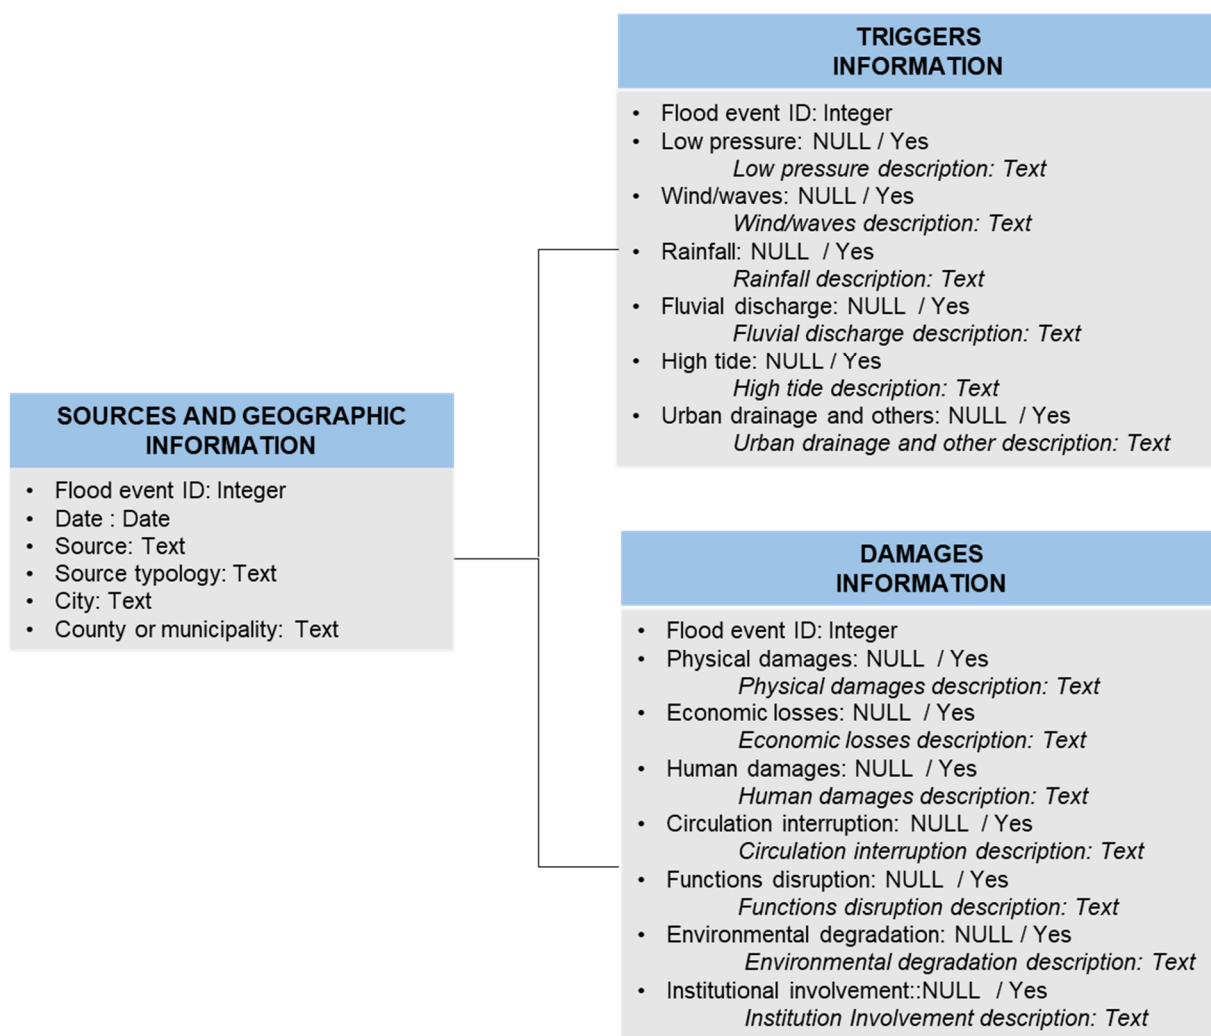 TRIGGERS
INFORMATION
• Flood event ID: Integer
• Low pressure: NULL / Yes
Low pressure description: Text
• Wind/waves: NULL / Yes
Wind/waves description: Text
• Rainfall: NULL / Yes
Rainfall description: Text
• Fluvial discharge: NULL / Yes
Fluvial discharge description: Text
• High tide: NULL / Yes
High tide description: Text
• Urban drainage and others: NULL / Yes
Urban drainage and other description: Text
SOURCES AND GEOGRAPHIC
INFORMATION
• Flood event ID: Integer
• Date : Date
• Source: Text
• Source typology: Text
• City: Text
• County or municipality: Text
DAMAGES
INFORMATION
• Flood event ID: Integer
• Physical damages: NULL / Yes
Physical damages description: Text
• Economic losses: NULL / Yes
Economic losses description: Text
• Human damages: NULL / Yes
Human damages description: Text
• Circulation interruption: NULL / Yes
Circulation interruption description: Text
• Functions disruption: NULL / Yes
Functions disruption description: Text
• Environmental degradation: NULL / Yes
Environmental degradation description: Text
• Institutional involvement::NULL / Yes
Institution Involvement description: Text